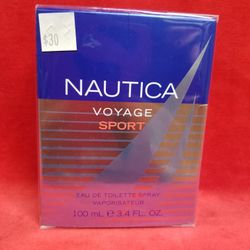 $30
NAUTICA
VOYAGE
SPORT
EAU DE TOILETTE SPRAY
VAPORISATEUR
100 mL ℮ 3.4 FL. OZ.